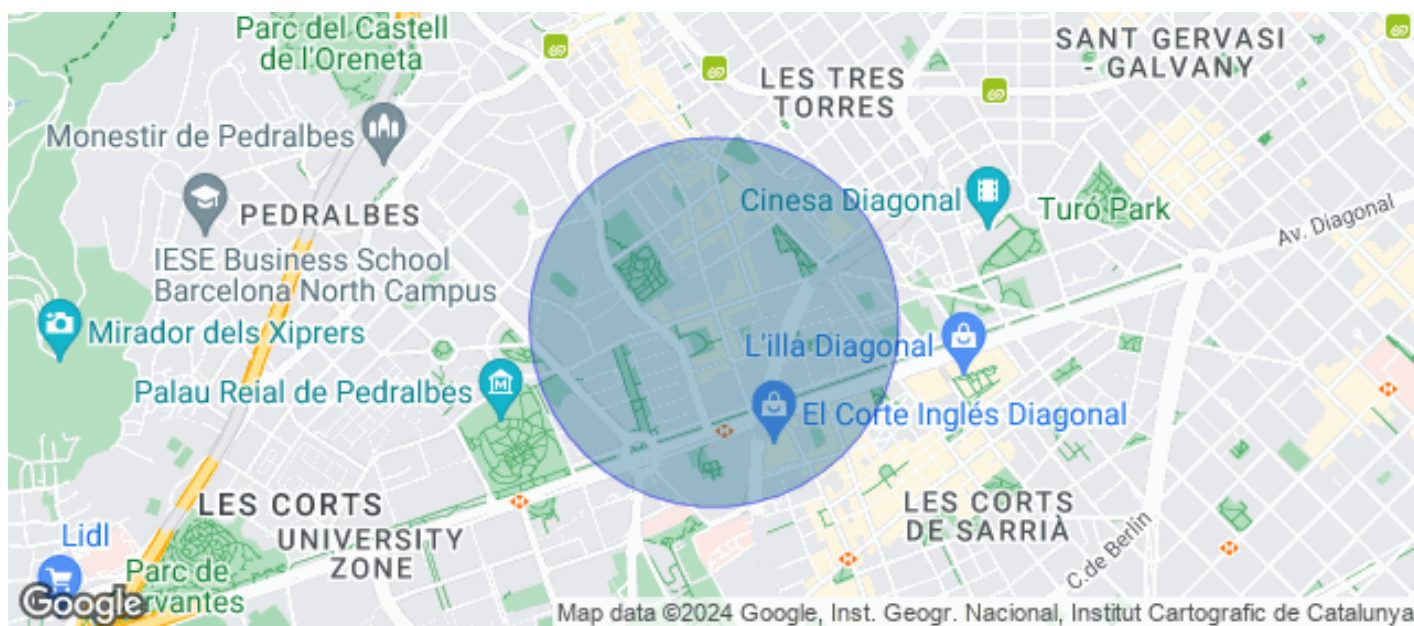 Parc del Castell
de l'Oreneta
SANT GERVASI
- GALVANY
LES TRES
TORRES
Monestir de Pedralbes
PEDRALBES
Cinesa Diagonal
Turó Park
Av. Diagonal
IESE Business School
Barcelona North Campus
Mirador dels Xiprers
L'illa Diagonal
Palau Reial de Pedralbes
El Corte Inglés Diagonal
LES CORTS
UNIVERSITY
ZONE
LES CORTS
DE SARRIÀ
C. de Berlín
Lidl
Parc de
Cervantes
Google
Map data ©2024 Google, Inst. Geogr. Nacional, Institut Cartografic de Catalunya